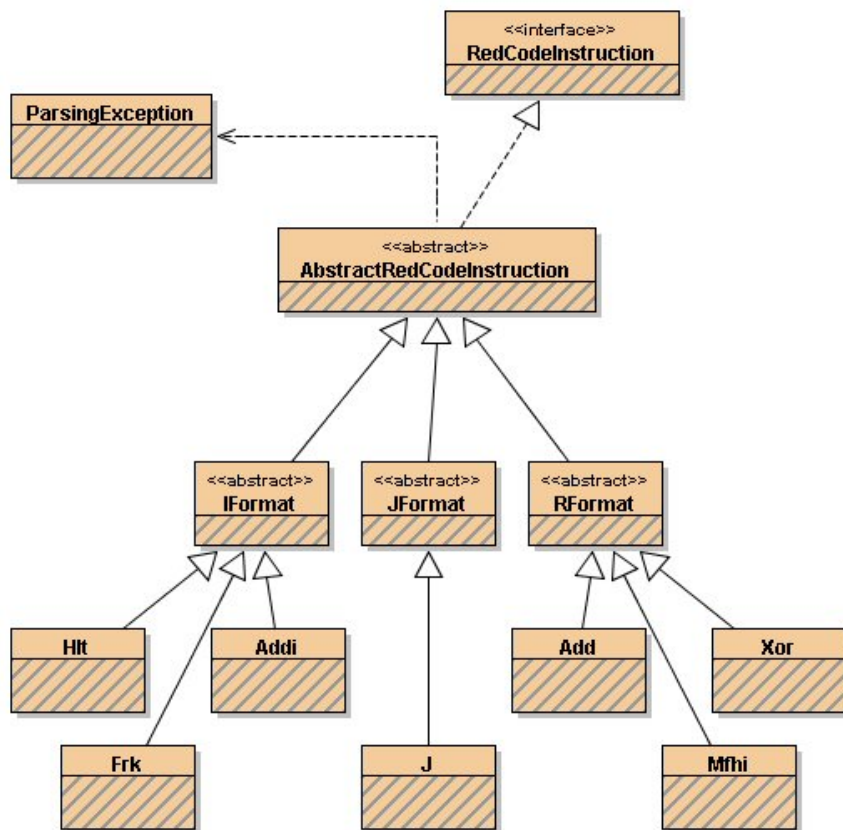 <<interface>>
RedCodeInstruction
ParsingException
<<abstract>>
AbstractRedCodeInstruction
<<abstract>>
IFormat
<<abstract>>
JFormat
<<abstract>>
RFormat
Hlt
Addi
Add
Xor
Frk
J
Mfhi